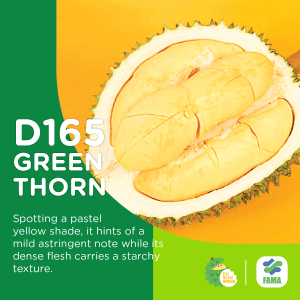 D165
GREEN
THORN
Spotting a pastel
yellow shade, it hints of a
mild astringent note while its
dense flesh carries a starchy
texture.
FAMA